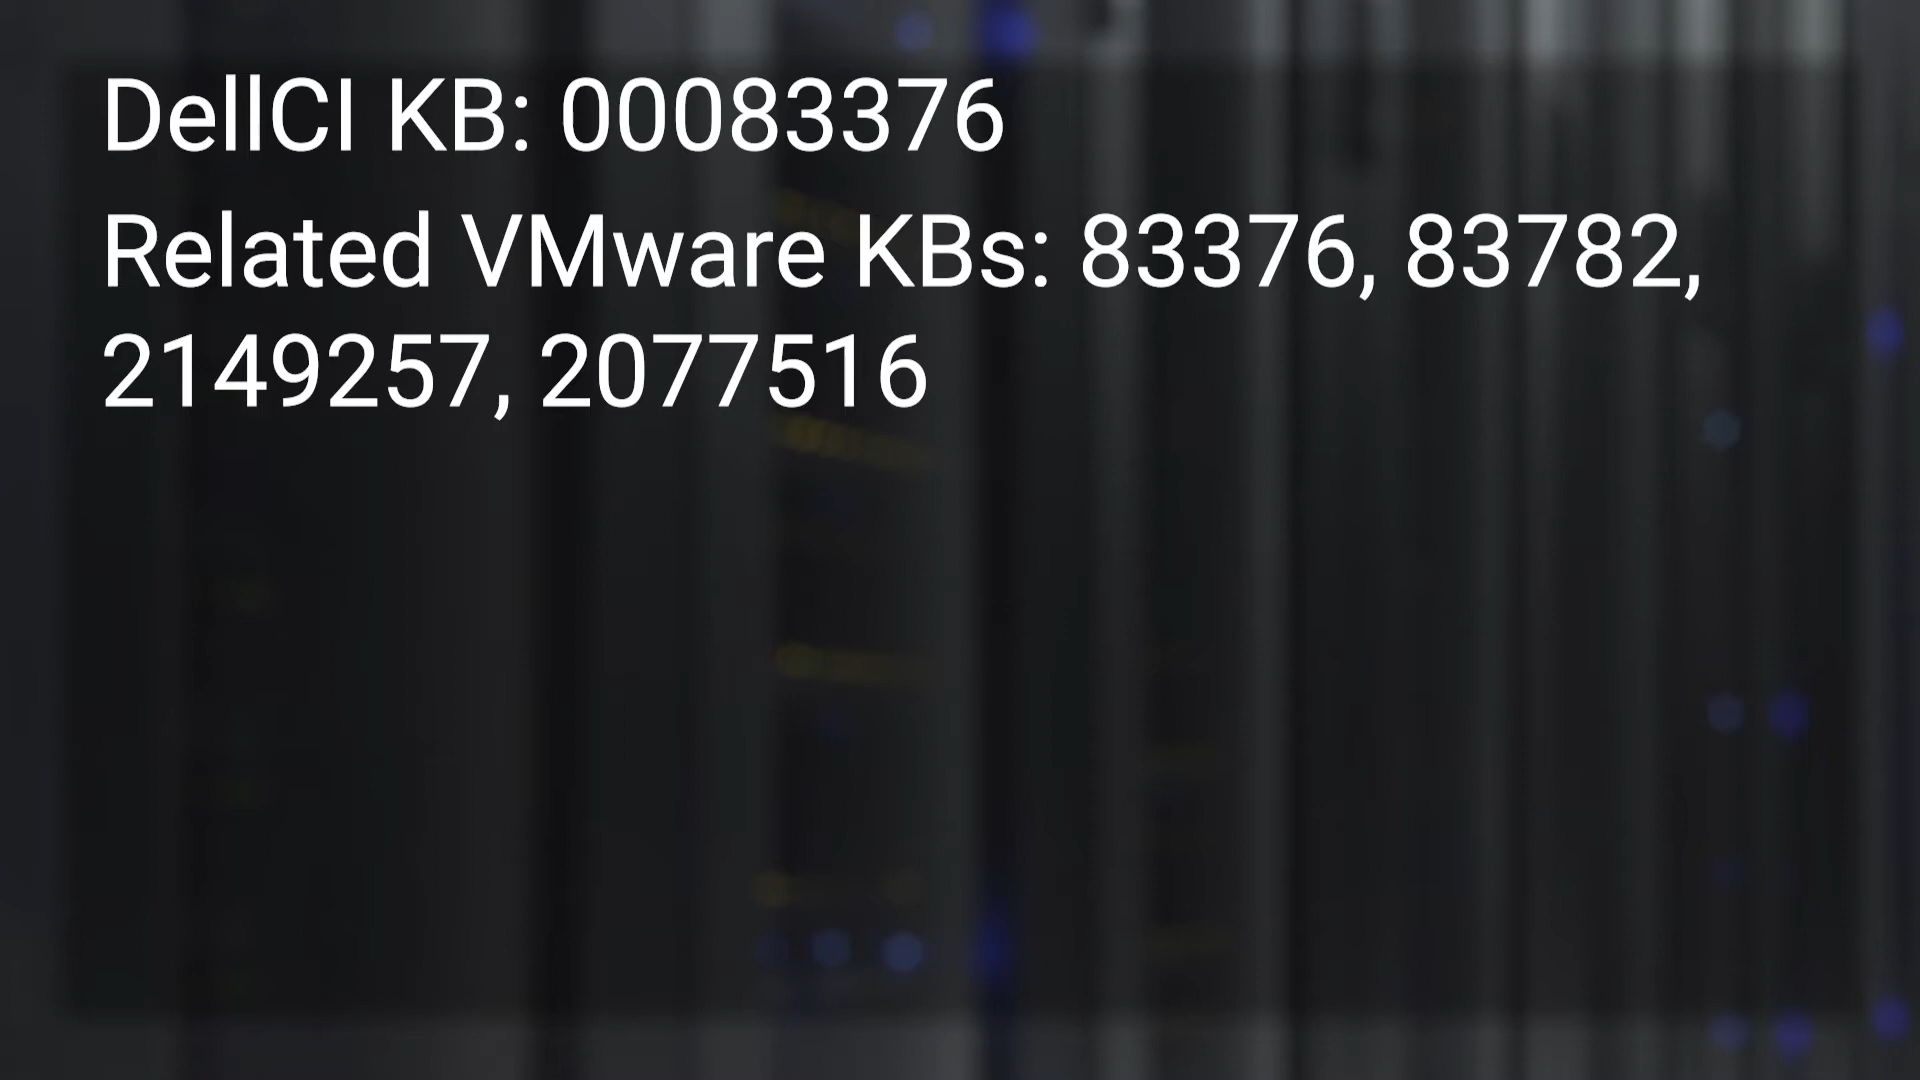 DellCI KB: 00083376
Related VMware KBs: 83376, 83782,
2149257, 2077516